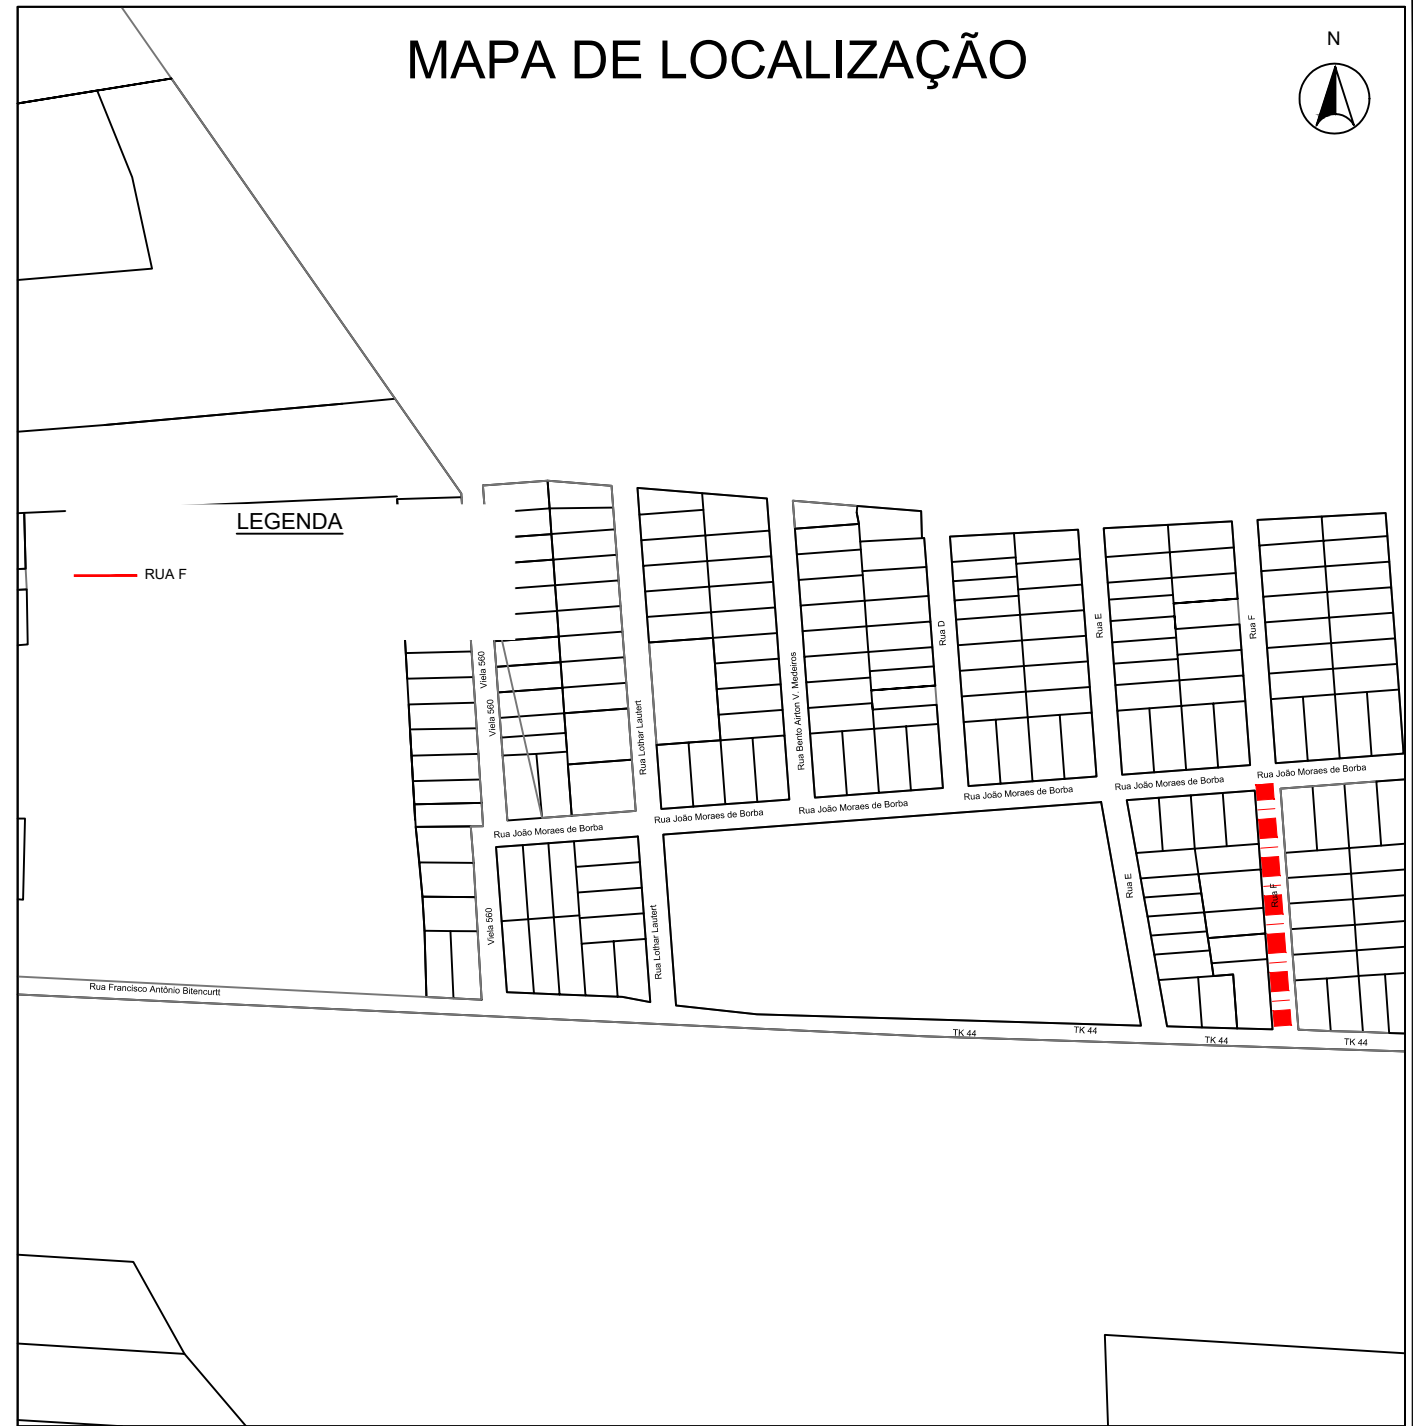 MAPA DE LOCALIZAÇÃO
N
LEGENDA
RUA F
Viela 560
Viela 560
Viela 560
Rua Lothar Lautert
Rua Lothar Lautert
Rua Bento Airton V. Medeiros
Rua D
Rua E
Rua F
Rua João Moraes de Borba
Rua João Moraes de Borba
Rua João Moraes de Borba
Rua João Moraes de Borba
Rua João Moraes de Borba
Rua João Moraes de Borba
Rua E
Rua F
Rua Francisco Antônio Bitencurtt
TK 44
TK 44
TK 44
TK 44